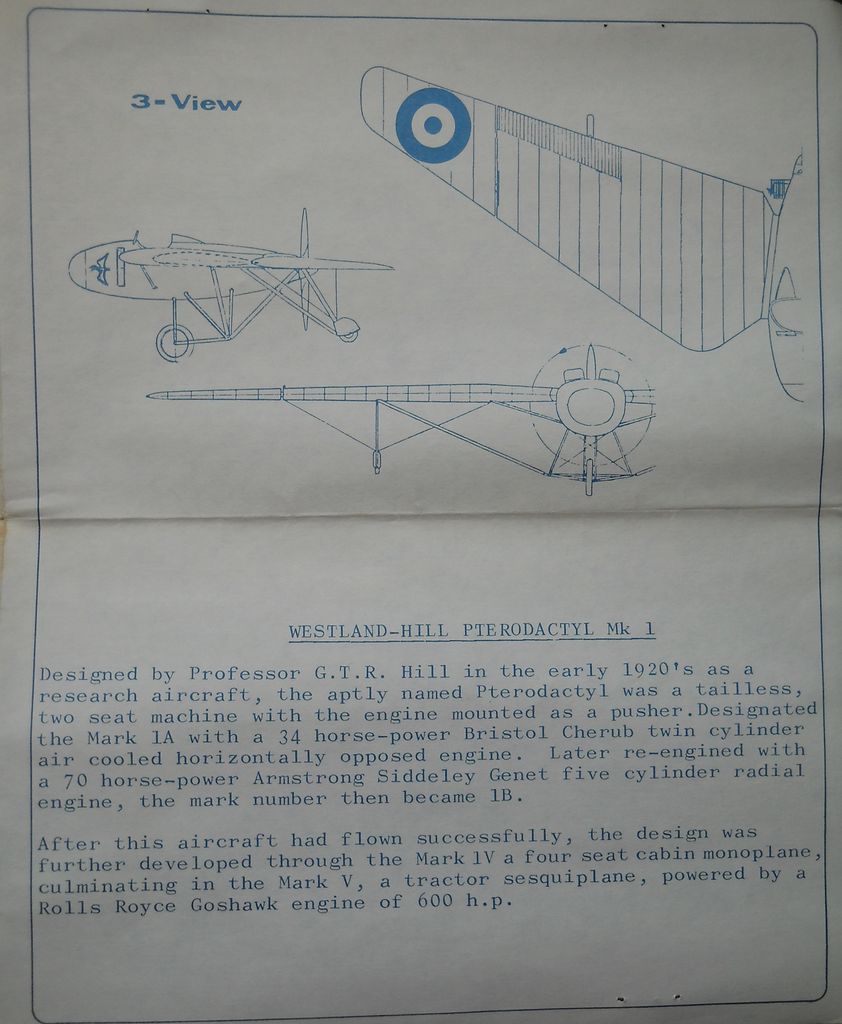 3-View
WESTLAND-HILL PTERODACTYL Mk 1
Designed by Professor G.T.R. Hill in the early 1920's as a
research aircraft, the aptly named Pterodactyl was a tailless,
two seat machine with the engine mounted as a pusher.Designated
the Mark 1A with a 34 horse-power Bristol Cherub twin cylinder
air cooled horizontally opposed engine. Later re-engined with
a 70 horse-power Armstrong Siddeley Genet five cylinder radial
engine, the mark number then became 1B.
After this aircraft had flown successfully, the design was
further developed through the Mark 1V a four seat cabin monoplane,
culminating in the Mark V, a tractor sesquiplane, powered by a
Rolls Royce Goshawk engine of 600 h.p.